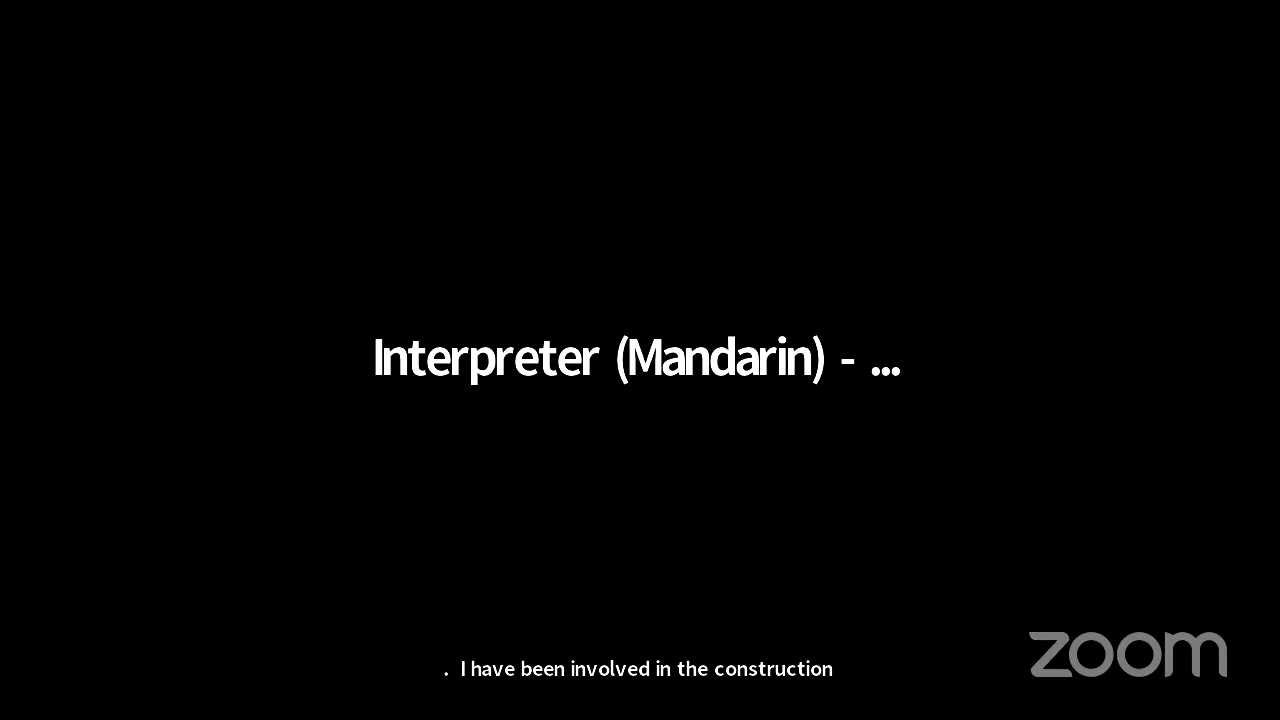 Interpreter (Mandarin) - ...
zoom
. I have been involved in the construction